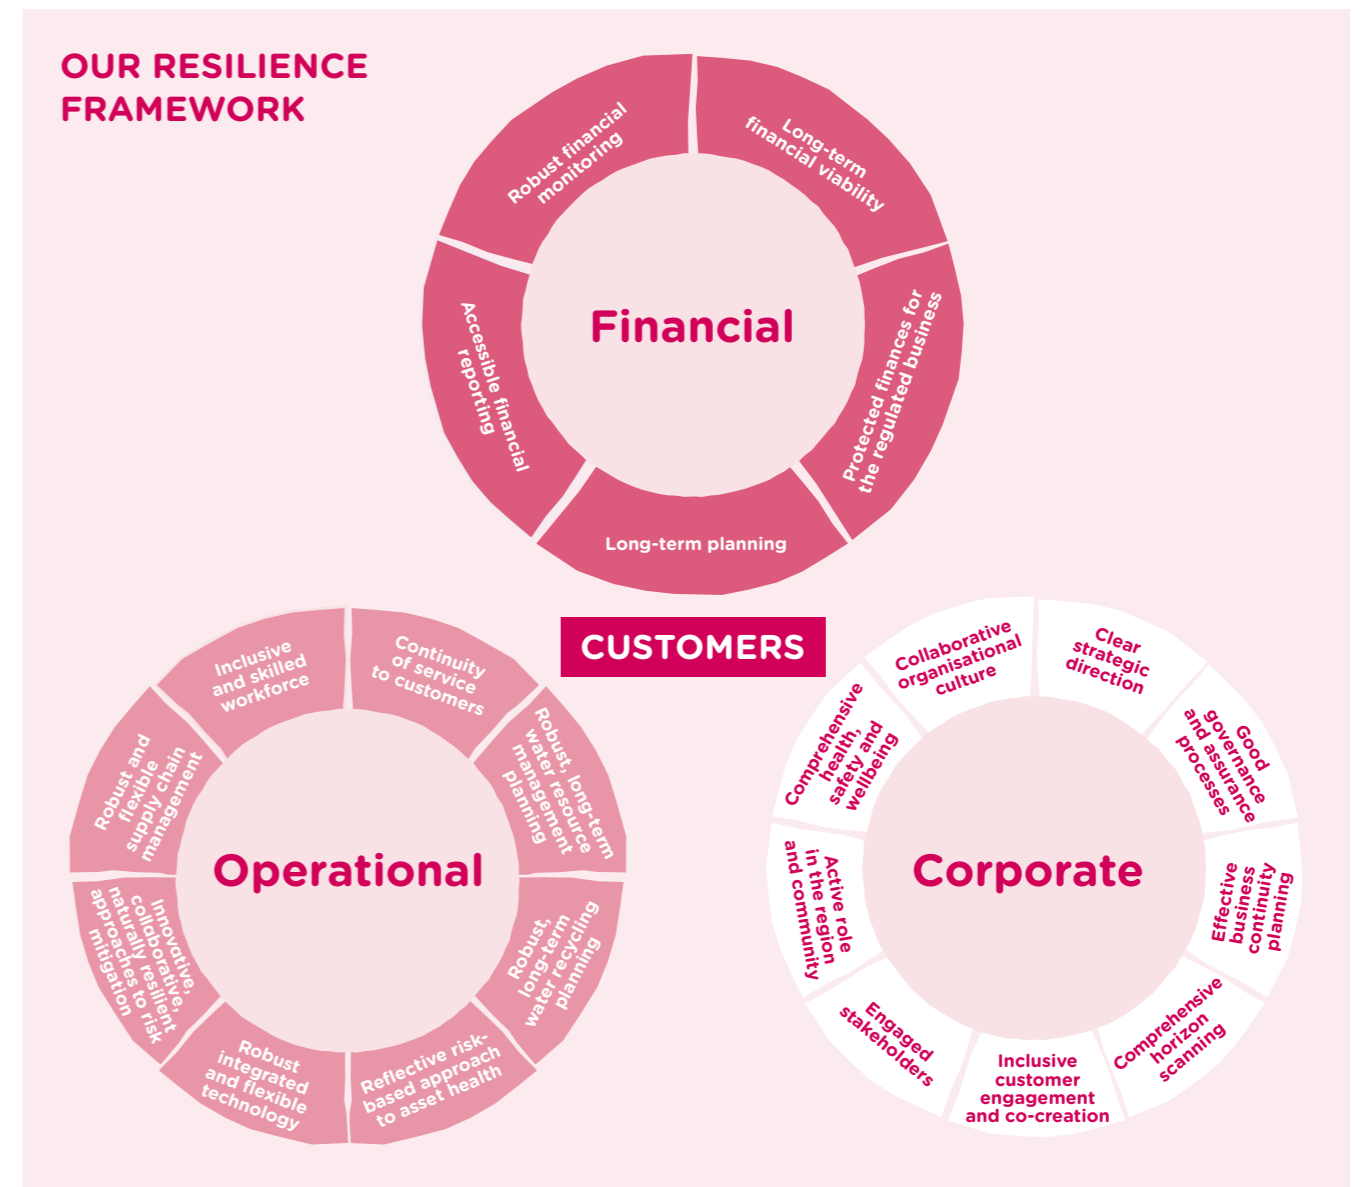 OUR RESILIENCE
FRAMEWORK
Robust financial
monitoring
Long-term
financial viability
Accessible financial
reporting
Financial
Protected finances for
the regulated business
Long-term planning
CUSTOMERS
Inclusive
and skilled
workforce
Continuity
of service
to customers
Robust and
flexible
supply chain
management
Robust, long-term
water resource
management
planning
Operational
Innovative,
collaborative,
naturally resilient
approaches to risk
mitigation
Robust,
long-term
water recycling
planning
Robust
integrated
and flexible
technology
Reflective risk-
based approach
to asset health
Collaborative
organisational
culture
Clear
strategic
direction
Comprehensive
health,
safety and
wellbeing
Good
governance
and assurance
processes
Corporate
Active role
in the region
and community
Effective
business
continuity
planning
Engaged
stakeholders
Comprehensive
horizon
scanning
Inclusive
customer
engagement
and co-creation